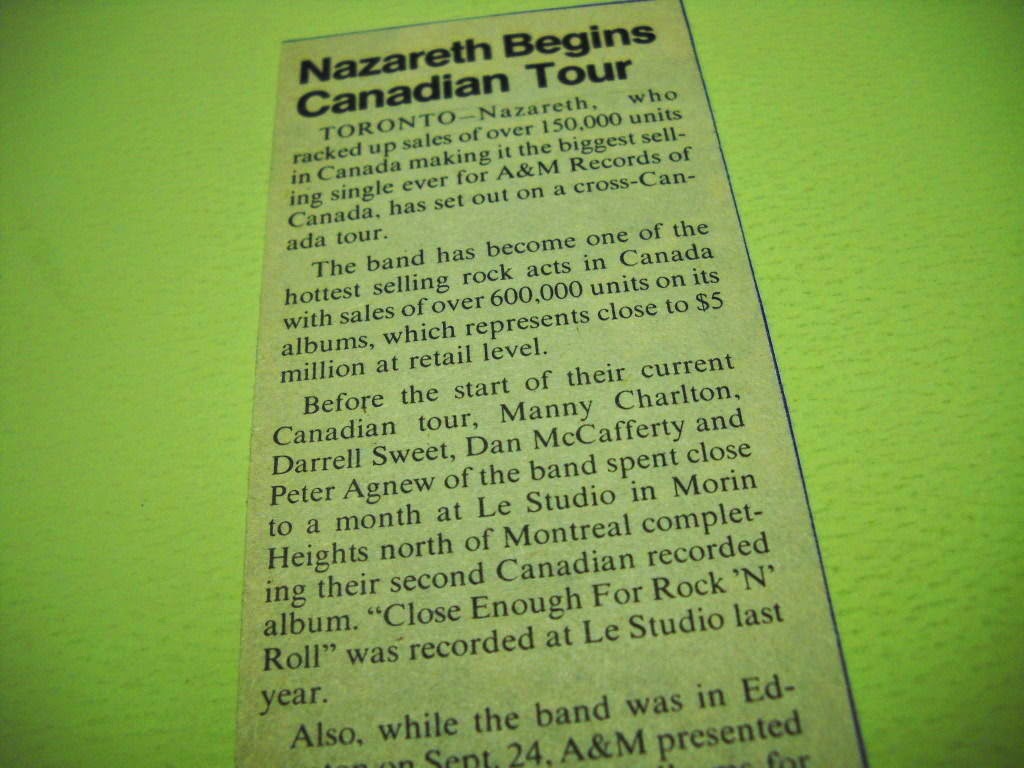 Nazareth Begins
Canadian Tour
TORONTO—Nazareth, who
racked up sales of over 150,000 units
in Canada making it the biggest sell-
ing single ever for A&M Records of
Canada, has set out on a cross-Can-
ada tour.
The band has become one of the
hottest selling rock acts in Canada
with sales of over 600,000 units on its
albums, which represents close to $5
million at retail level.
Before the start of their current
Canadian tour, Manny Charlton,
Darrell Sweet, Dan McCafferty and
Peter Agnew of the band spent close
to a month at Le Studio in Morin
Heights north of Montreal complet-
ing their second Canadian recorded
album. “Close Enough For Rock ’N’
Roll” was recorded at Le Studio last
year.
Also, while the band was in Ed-
on Sept. 24, A&M presented
for